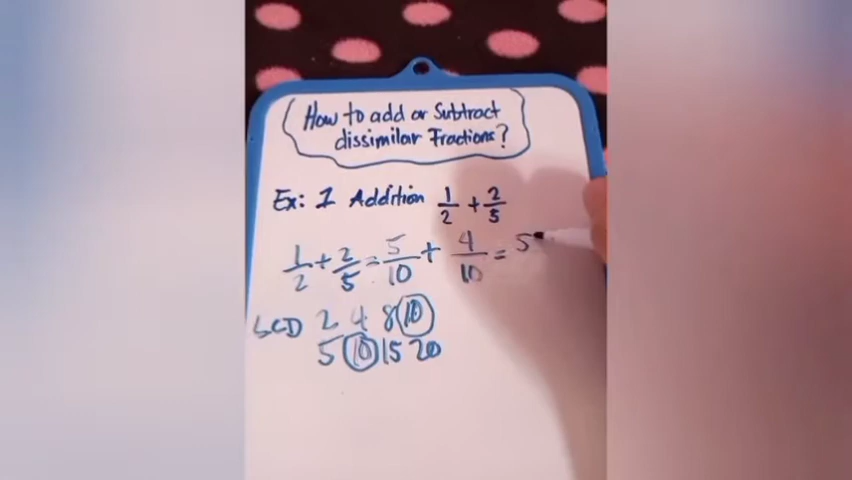 How to add or Subtract
dissimilar Fractions?
Ex: 1 Addition 1/2 + 2/5
1/2 + 2/5 = 5/10 + 4/10 = 5
LCD 2 4 8 10
5 10 15 20